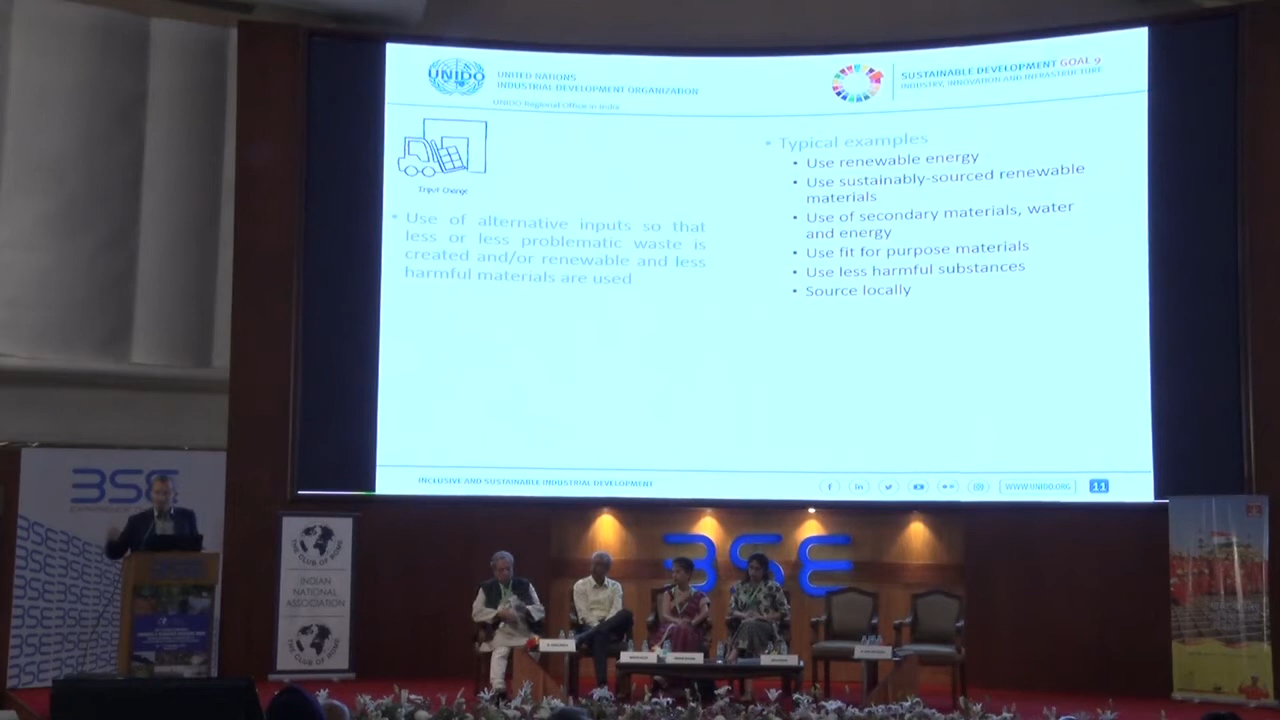 UNIDO
UNITED NATIONS
INDUSTRIAL DEVELOPMENT ORGANIZATION
UNIDO Regional Office in India
SUSTAINABLE DEVELOPMENT GOAL 9
INDUSTRY, INNOVATION AND INFRASTRUCTURE
Input Change
• Use of alternative inputs so that
less or less problematic waste is
created and/or renewable and less
harmful materials are used
• Typical examples
• Use renewable energy
• Use sustainably-sourced renewable
materials
• Use of secondary materials, water
and energy
• Use fit for purpose materials
• Use less harmful substances
• Source locally
INCLUSIVE AND SUSTAINABLE INDUSTRIAL DEVELOPMENT
WWW.UNIDO.ORG
11
BSE
BSE
THE CLUB OF ROME
INDIAN
NATIONAL
ASSOCIATION
THE CLUB OF ROME